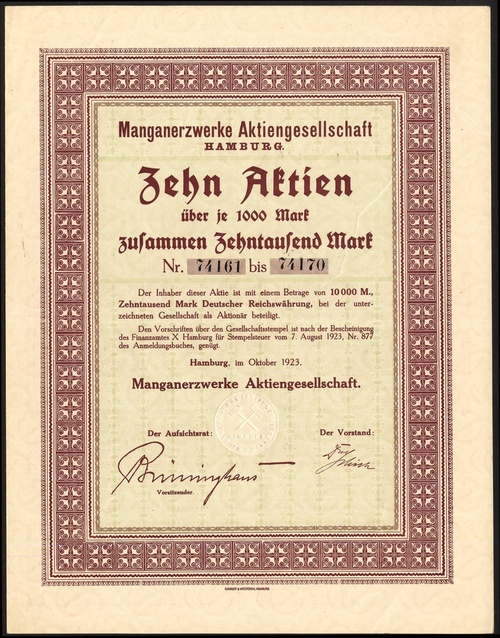 Manganerzwerke Aktiengesellschaft
HAMBURG.
Zehn Aktien
über je 1000 Mark
zusammen Zehntausend Mark
Nr. 74161 bis 74170
Der Inhaber dieser Aktie ist mit einem Betrage von 10000 M.,
Zehntausend Mark Deutscher Reichswährung, bei der unter-
zeichneten Gesellschaft als Aktionär beteiligt.
Den Vorschriften über den Gesellschaftsstempel ist nach der Bescheinigung
des Finanzamtes X Hamburg für Stempelsteuer vom 7. August 1923, Nr. 877
des Anmeldungsbuches, genügt.
Hamburg, im Oktober 1923.
Manganerzwerke Aktiengesellschaft.
Der Aufsichtsrat: Der Vorstand:
Brüninghaus
Vorsitzender.